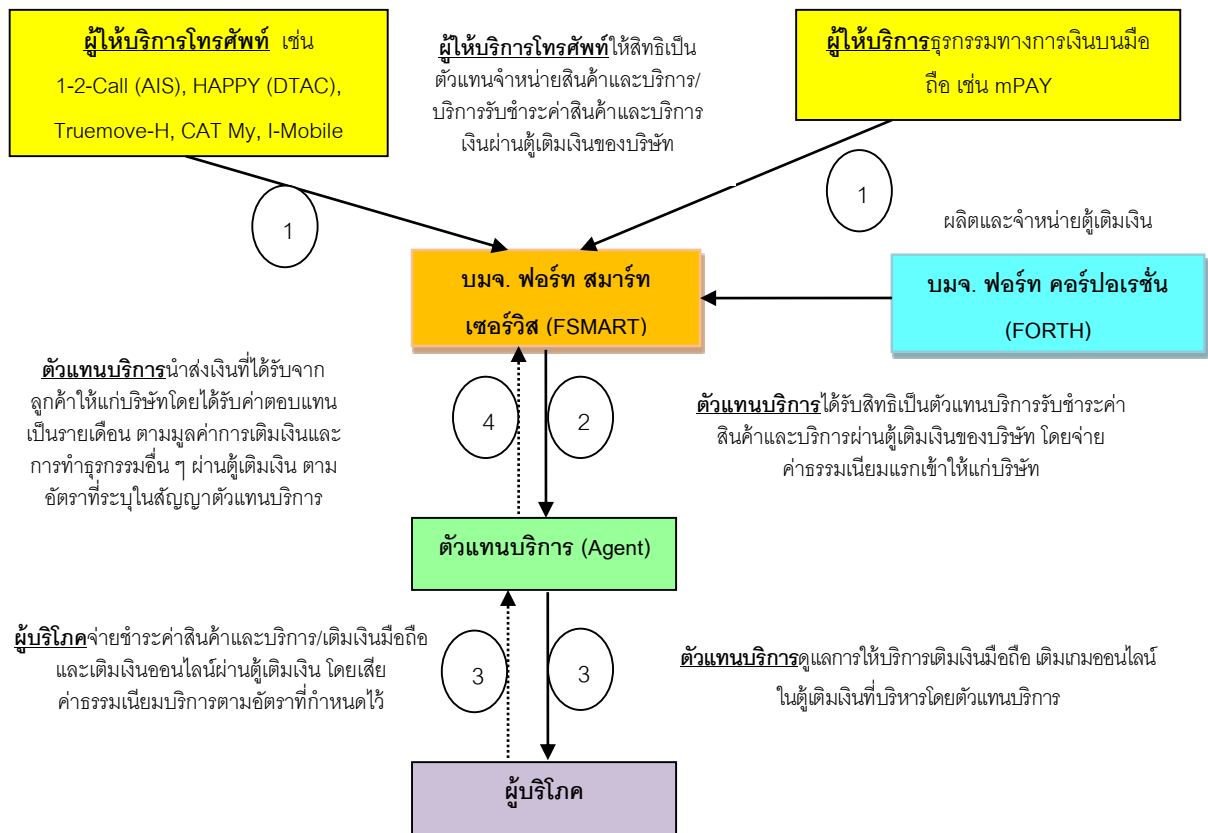 ผู้ให้บริการโทรศัพท์ เช่น
1-2-Call (AIS), HAPPY (DTAC),
Truemove-H, CAT My, I-Mobile
ผู้ให้บริการโทรศัพท์ให้สิทธิเป็น
ตัวแทนจำหน่ายสินค้าและบริการ/
บริการรับชำระค่าสินค้าและบริการ
เงินผ่านตู้เติมเงินของบริษัท
ผู้ให้บริการธุรกรรมทางการเงินบนมือ
ถือ เช่น mPAY
1
1
ผลิตและจำหน่ายตู้เติมเงิน
บมจ. ฟอร์ท สมาร์ท
เซอร์วิส (FSMART)
บมจ. ฟอร์ท คอร์ปอเรชั่น
(FORTH)
ตัวแทนบริการนำส่งเงินที่ได้รับจาก
ลูกค้าให้แก่บริษัทโดยได้รับค่าตอบแทน
เป็นรายเดือน ตามมูลค่าการเติมเงินและ
การทำธุรกรรมอื่น ๆ ผ่านตู้เติมเงิน ตาม
อัตราที่ระบุในสัญญาตัวแทนบริการ
4
2
ตัวแทนบริการได้รับสิทธิเป็นตัวแทนบริการรับชำระค่า
สินค้าและบริการผ่านตู้เติมเงินของบริษัท โดยจ่าย
ค่าธรรมเนียมแรกเข้าให้แก่บริษัท
ตัวแทนบริการ (Agent)
ผู้บริโภคจ่ายชำระค่าสินค้าและบริการ/เติมเงินมือถือ
และเติมเงินออนไลน์ผ่านตู้เติมเงิน โดยเสีย
ค่าธรรมเนียมบริการตามอัตราที่กำหนดไว้
3
3
ตัวแทนบริการดูแลการให้บริการเติมเงินมือถือ เติมเกมออนไลน์
ในตู้เติมเงินที่บริหารโดยตัวแทนบริการ
ผู้บริโภค